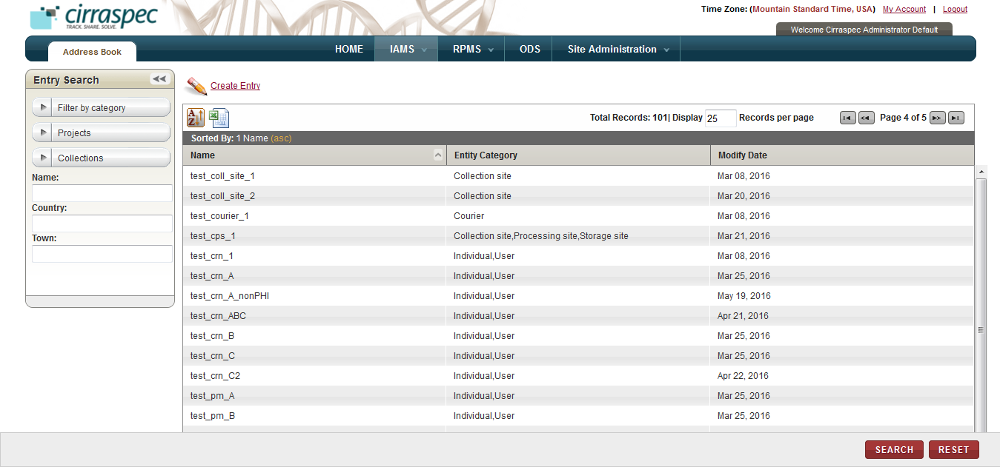 cirraspec
TRACK. SHARE. SOLVE.
Time Zone: (Mountain Standard Time, USA) My Account | Logout
Welcome Cirraspec Administrator Default
Address Book
HOME IAMS RPMS ODS Site Administration
Entry Search
Filter by category
Projects
Collections
Name:
Country:
Town:
Create Entry
A Z
Total Records: 101| Display 25 Records per page Page 4 of 5
Sorted By: 1 Name (asc)
Name Entity Category Modify Date
test_coll_site_1 Collection site Mar 08, 2016
test_coll_site_2 Collection site Mar 20, 2016
test_courier_1 Courier Mar 08, 2016
test_cps_1 Collection site,Processing site,Storage site Mar 21, 2016
test_crn_1 Individual,User Mar 08, 2016
test_crn_A Individual,User Mar 25, 2016
test_crn_A_nonPHI Individual,User May 19, 2016
test_crn_ABC Individual,User Apr 21, 2016
test_crn_B Individual,User Mar 25, 2016
test_crn_C Individual,User Mar 25, 2016
test_crn_C2 Individual,User Apr 22, 2016
test_pm_A Individual,User Mar 25, 2016
test_pm_B Individual,User Mar 25, 2016
SEARCH RESET